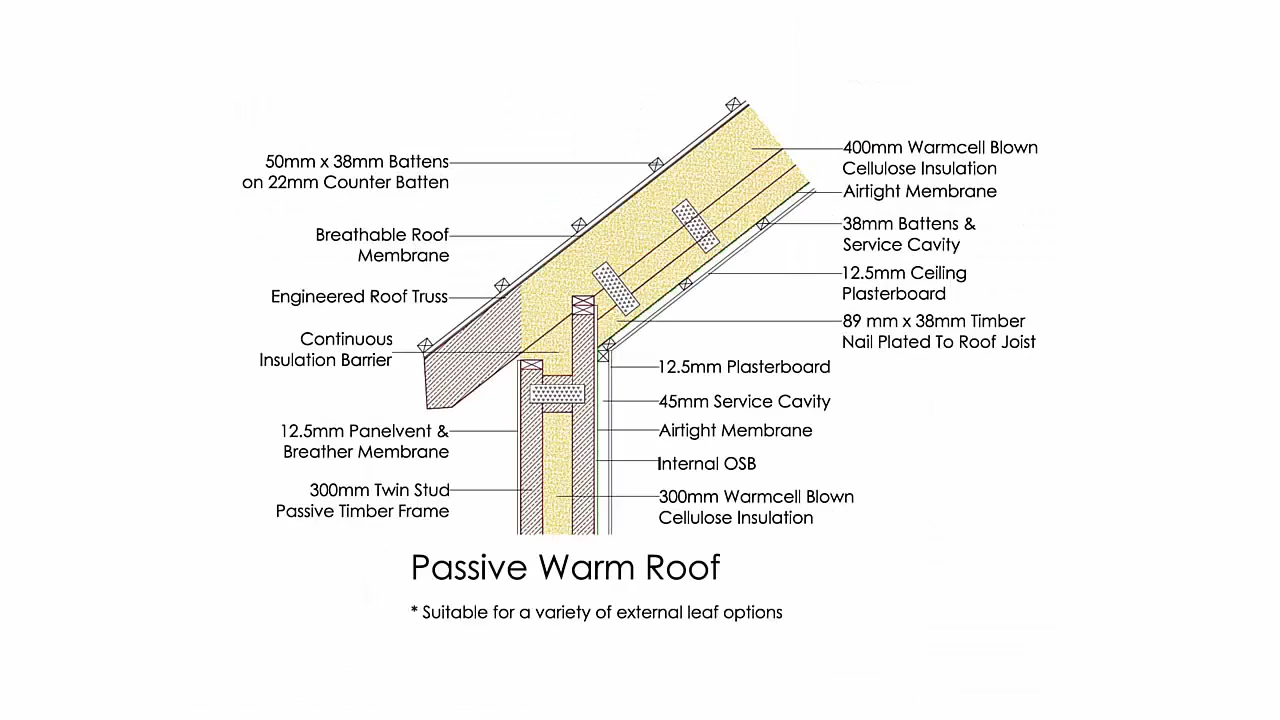 50mm x 38mm Battens
on 22mm Counter Batten
Breathable Roof
Membrane
Engineered Roof Truss
Continuous
Insulation Barrier
12.5mm Panelvent &
Breather Membrane
300mm Twin Stud
Passive Timber Frame
400mm Warmcell Blown
Cellulose Insulation
Airtight Membrane
38mm Battens &
Service Cavity
12.5mm Ceiling
Plasterboard
89 mm x 38mm Timber
Nail Plated To Roof Joist
12.5mm Plasterboard
45mm Service Cavity
Airtight Membrane
Internal OSB
300mm Warmcell Blown
Cellulose Insulation
Passive Warm Roof
* Suitable for a variety of external leaf options